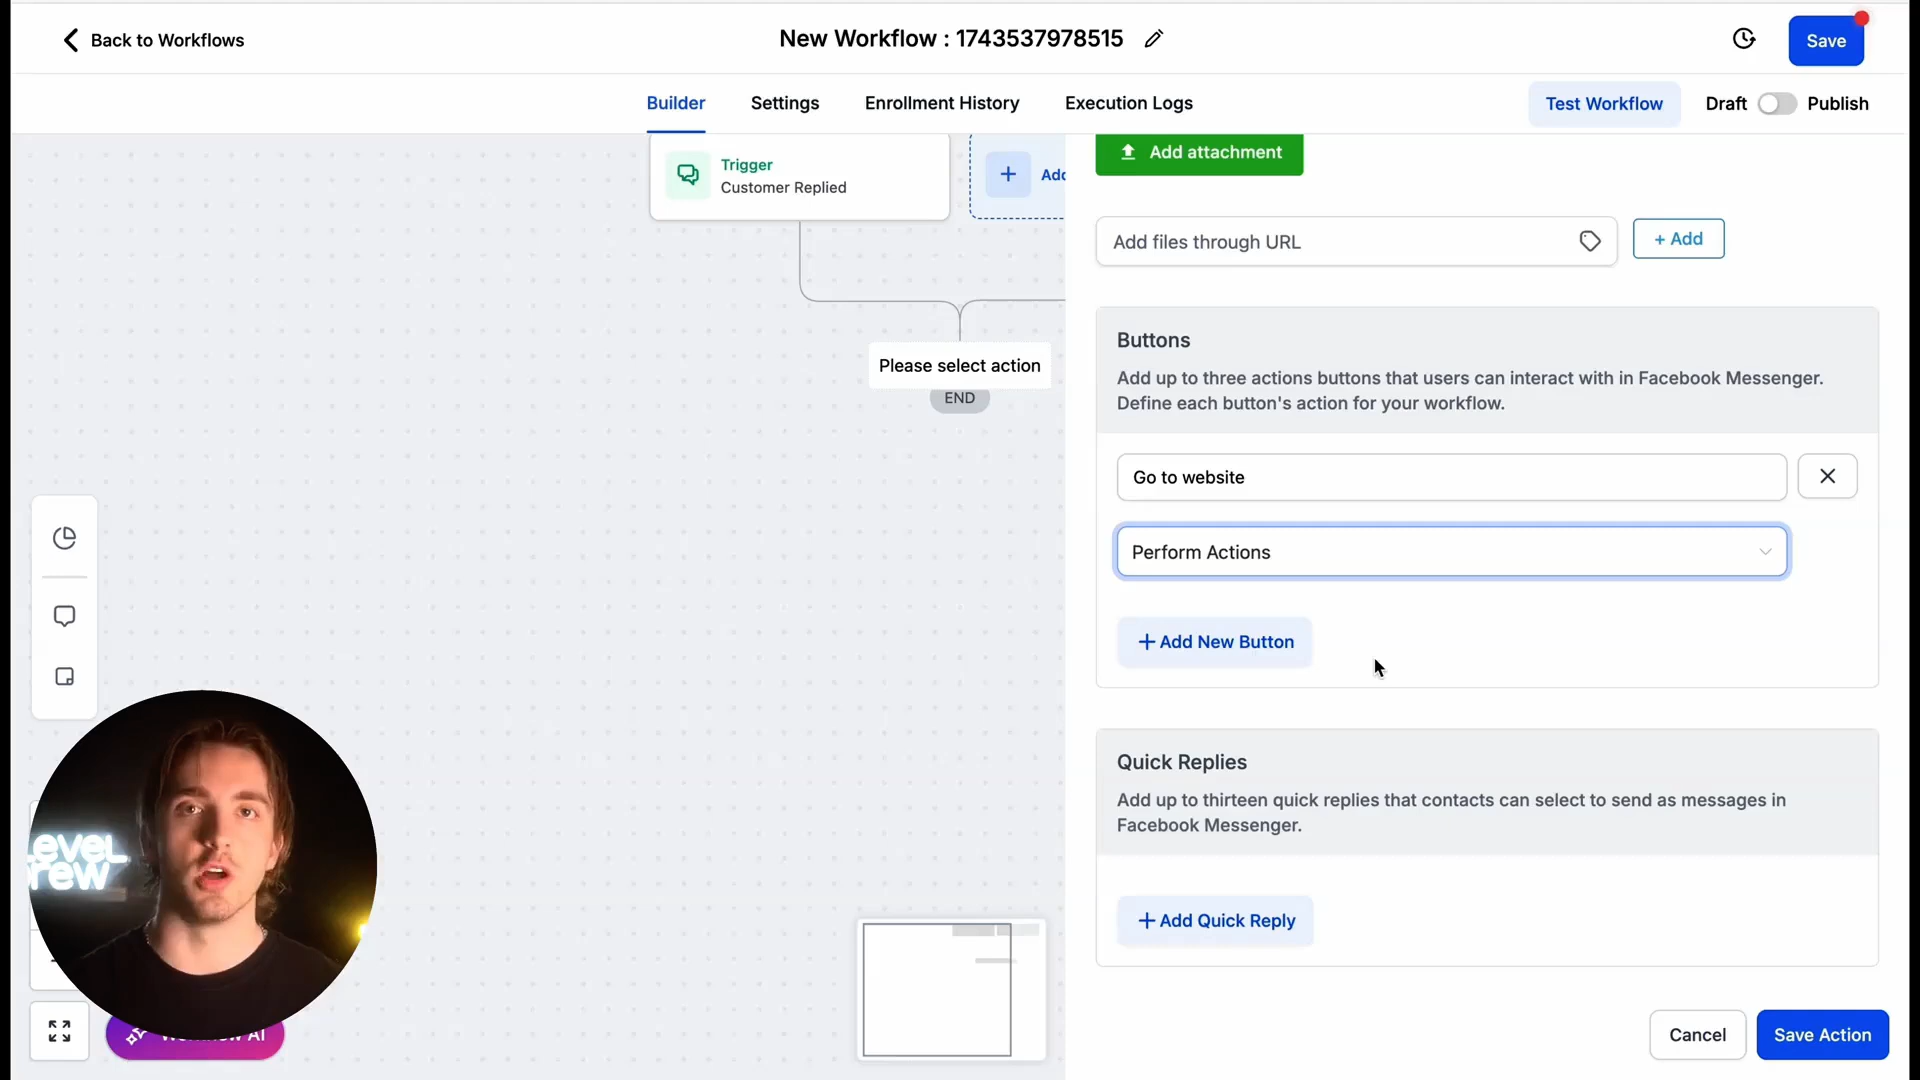 Back to Workflows
New Workflow : 1743537978515
Save
Builder
Settings
Enrollment History
Execution Logs
Test Workflow
Draft
Publish
Trigger
Customer Replied
Add attachment
Add files through URL
+ Add
Please select action
END
Buttons
Add up to three actions buttons that users can interact with in Facebook Messenger.
Define each button's action for your workflow.
Go to website
Perform Actions
+ Add New Button
Quick Replies
Add up to thirteen quick replies that contacts can select to send as messages in
Facebook Messenger.
+ Add Quick Reply
Cancel
Save Action